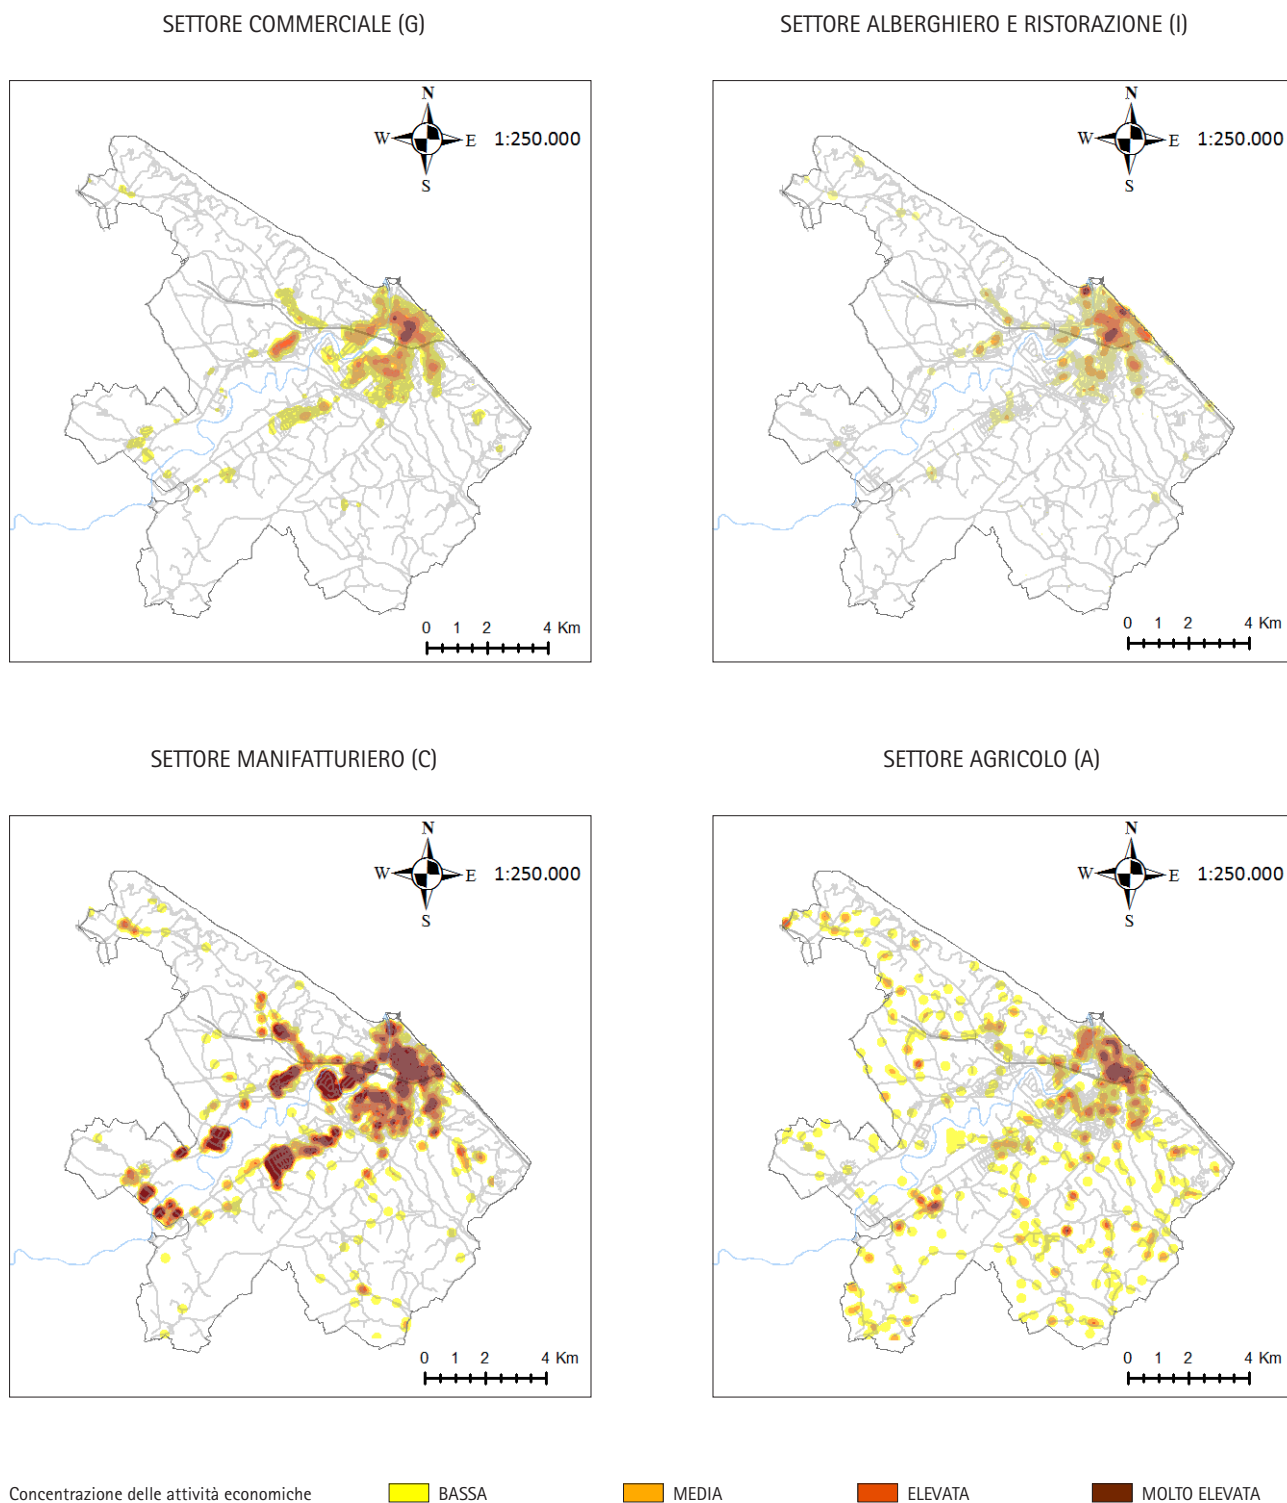 SETTORE COMMERCIALE (G)
SETTORE ALBERGHIERO E RISTORAZIONE (I)
N
W E 1:250.000
S
0 1 2 4 Km
N
W E 1:250.000
S
0 1 2 4 Km
SETTORE MANIFATTURIERO (C)
SETTORE AGRICOLO (A)
N
W E 1:250.000
S
0 1 2 4 Km
N
W E 1:250.000
S
0 1 2 4 Km
Concentrazione delle attività economiche BASSA MEDIA ELEVATA MOLTO ELEVATA